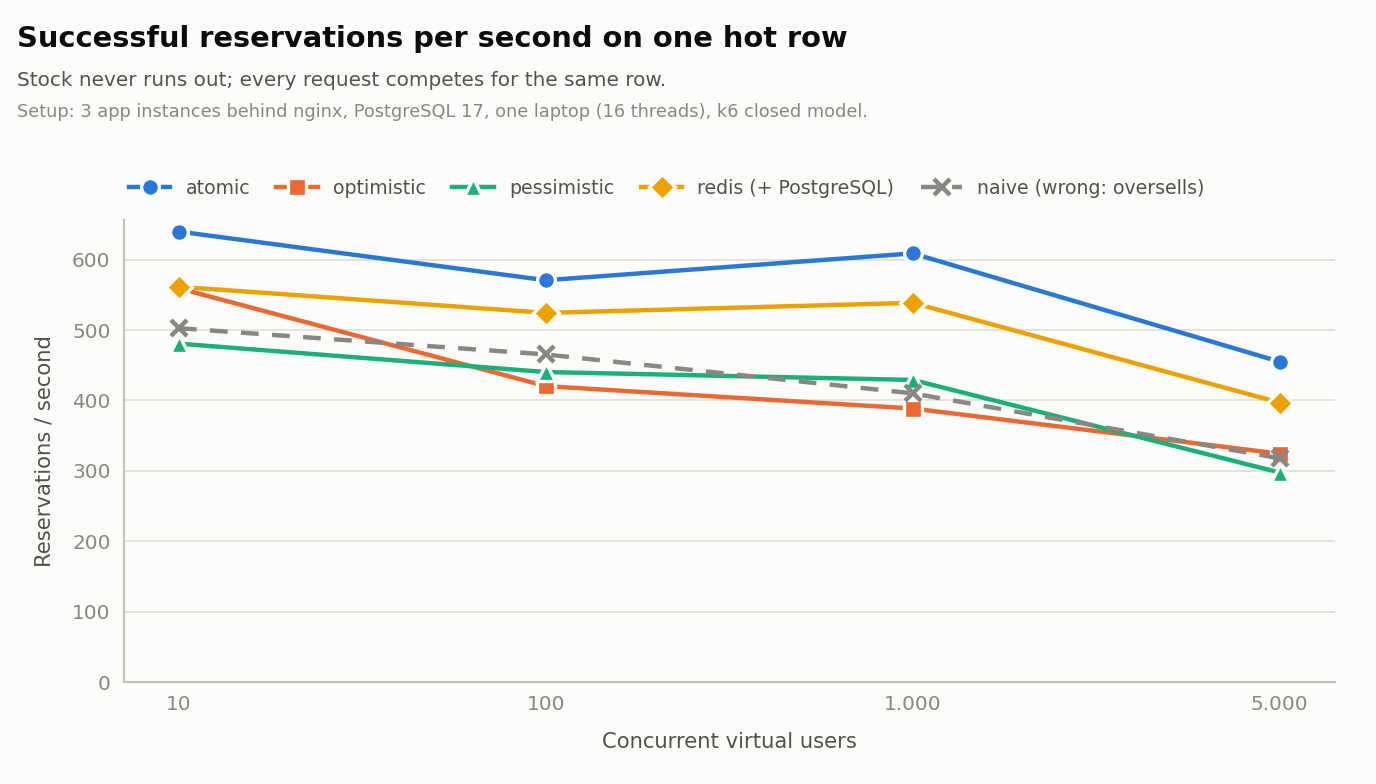 Successful reservations per second on one hot row
Stock never runs out; every request competes for the same row.
Setup: 3 app instances behind nginx, PostgreSQL 17, one laptop (16 threads), k6 closed model.
atomic optimistic pessimistic redis (+ PostgreSQL) naive (wrong: oversells)
Reservations / second
600
500
400
300
200
100
0
10 100 1.000 5.000
Concurrent virtual users